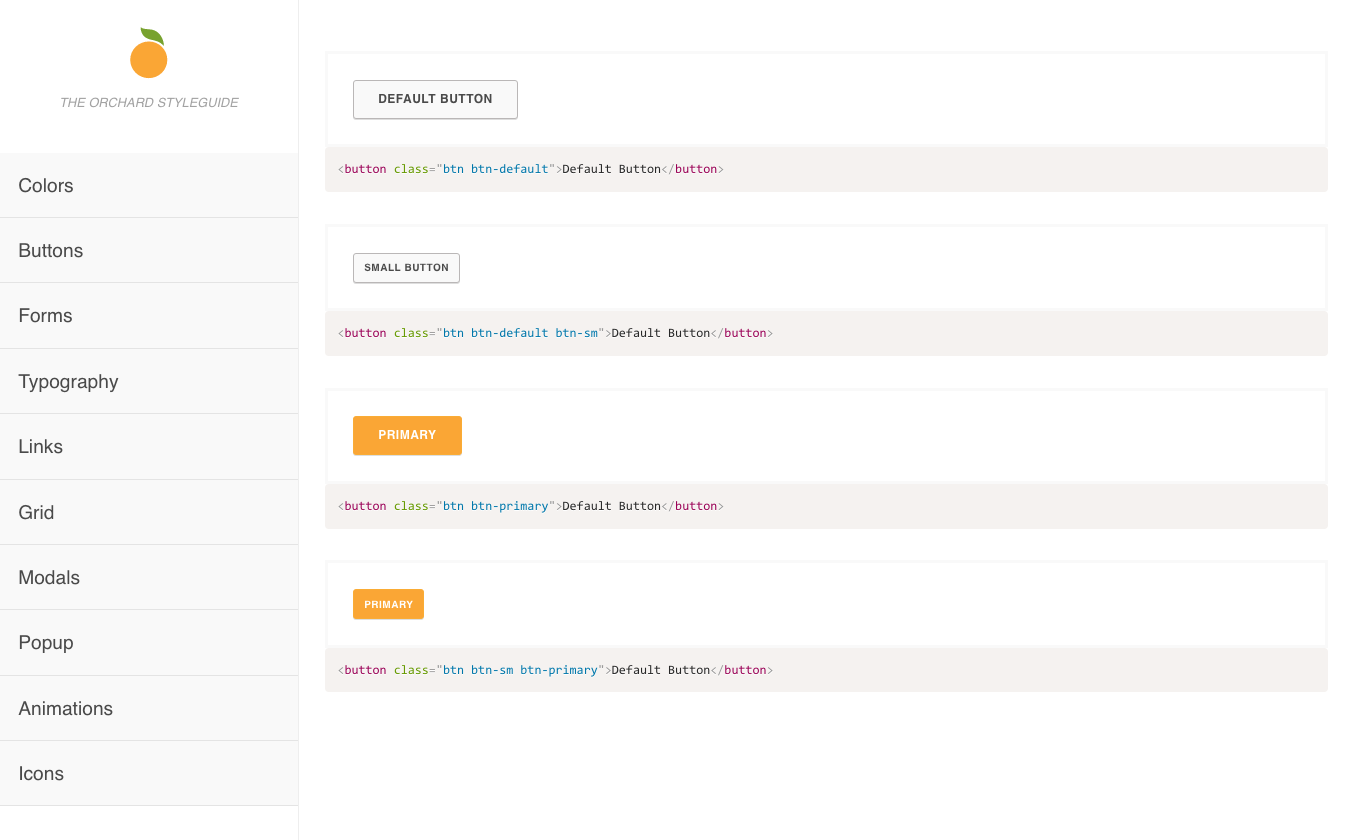 THE ORCHARD STYLEGUIDE
Colors
Buttons
Forms
Typography
Links
Grid
Modals
Popup
Animations
Icons
DEFAULT BUTTON
<button class="btn btn-default">Default Button</button>
SMALL BUTTON
<button class="btn btn-default btn-sm">Default Button</button>
PRIMARY
<button class="btn btn-primary">Default Button</button>
PRIMARY
<button class="btn btn-sm btn-primary">Default Button</button>